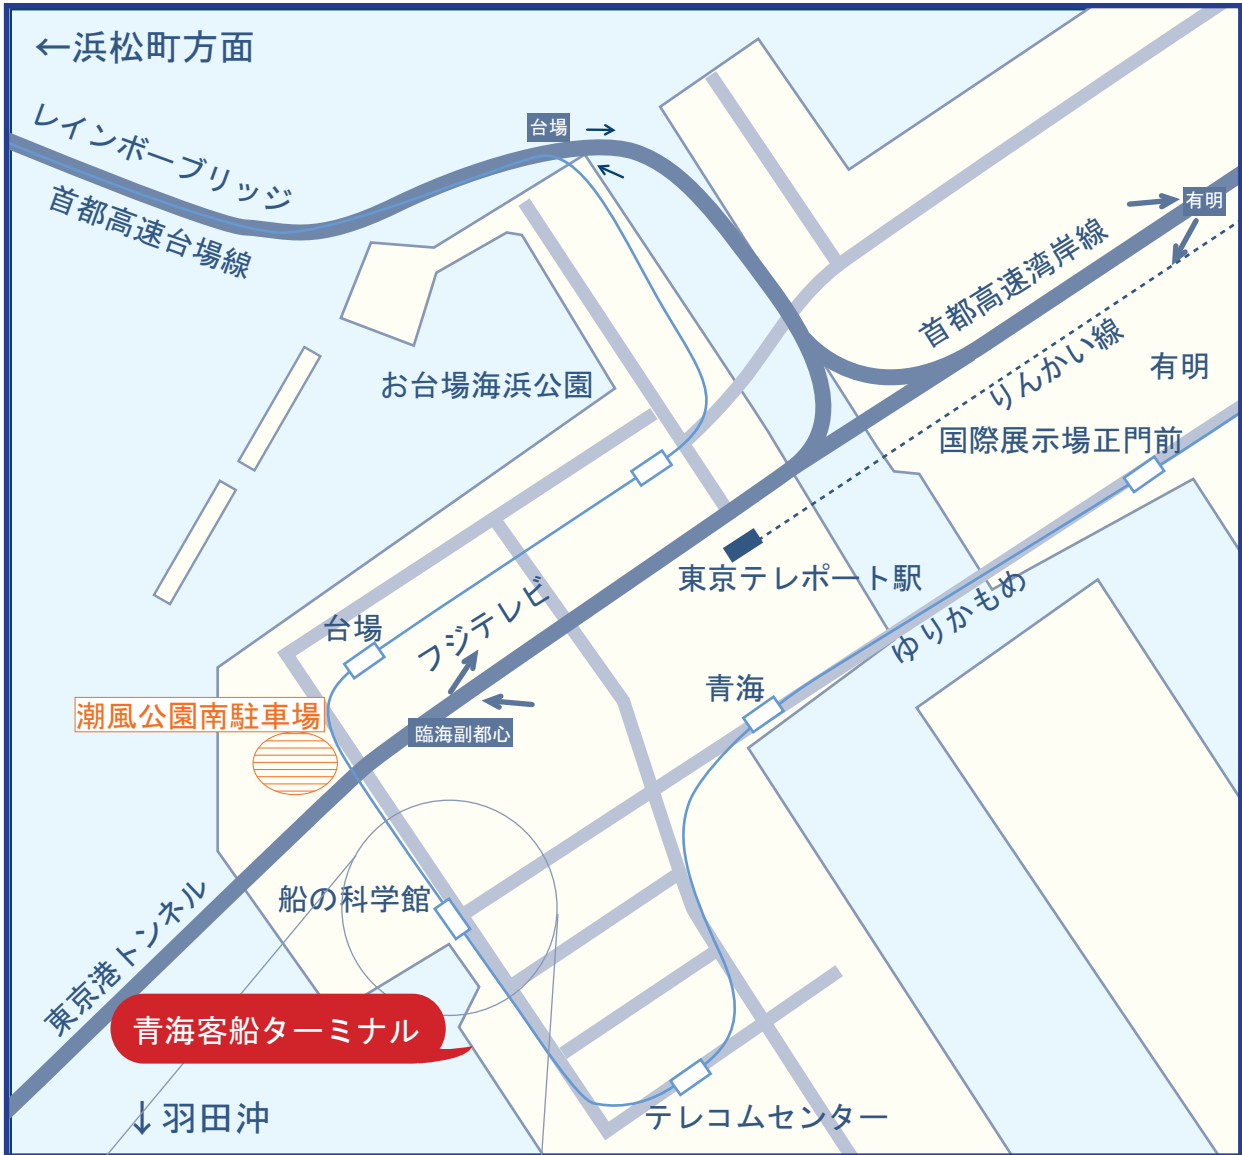 ←浜松町方面
レインボーブリッジ
首都高速台場線
台場
有明
首都高速湾岸線
りんかい線
有明
お台場海浜公園
国際展示場正門前
東京テレポート駅
ゆりかもめ
フジテレビ
台場
青海
潮風公園南駐車場
臨海副都心
船の科学館
東京港トンネル
青海客船ターミナル
↓羽田沖
テレコムセンター